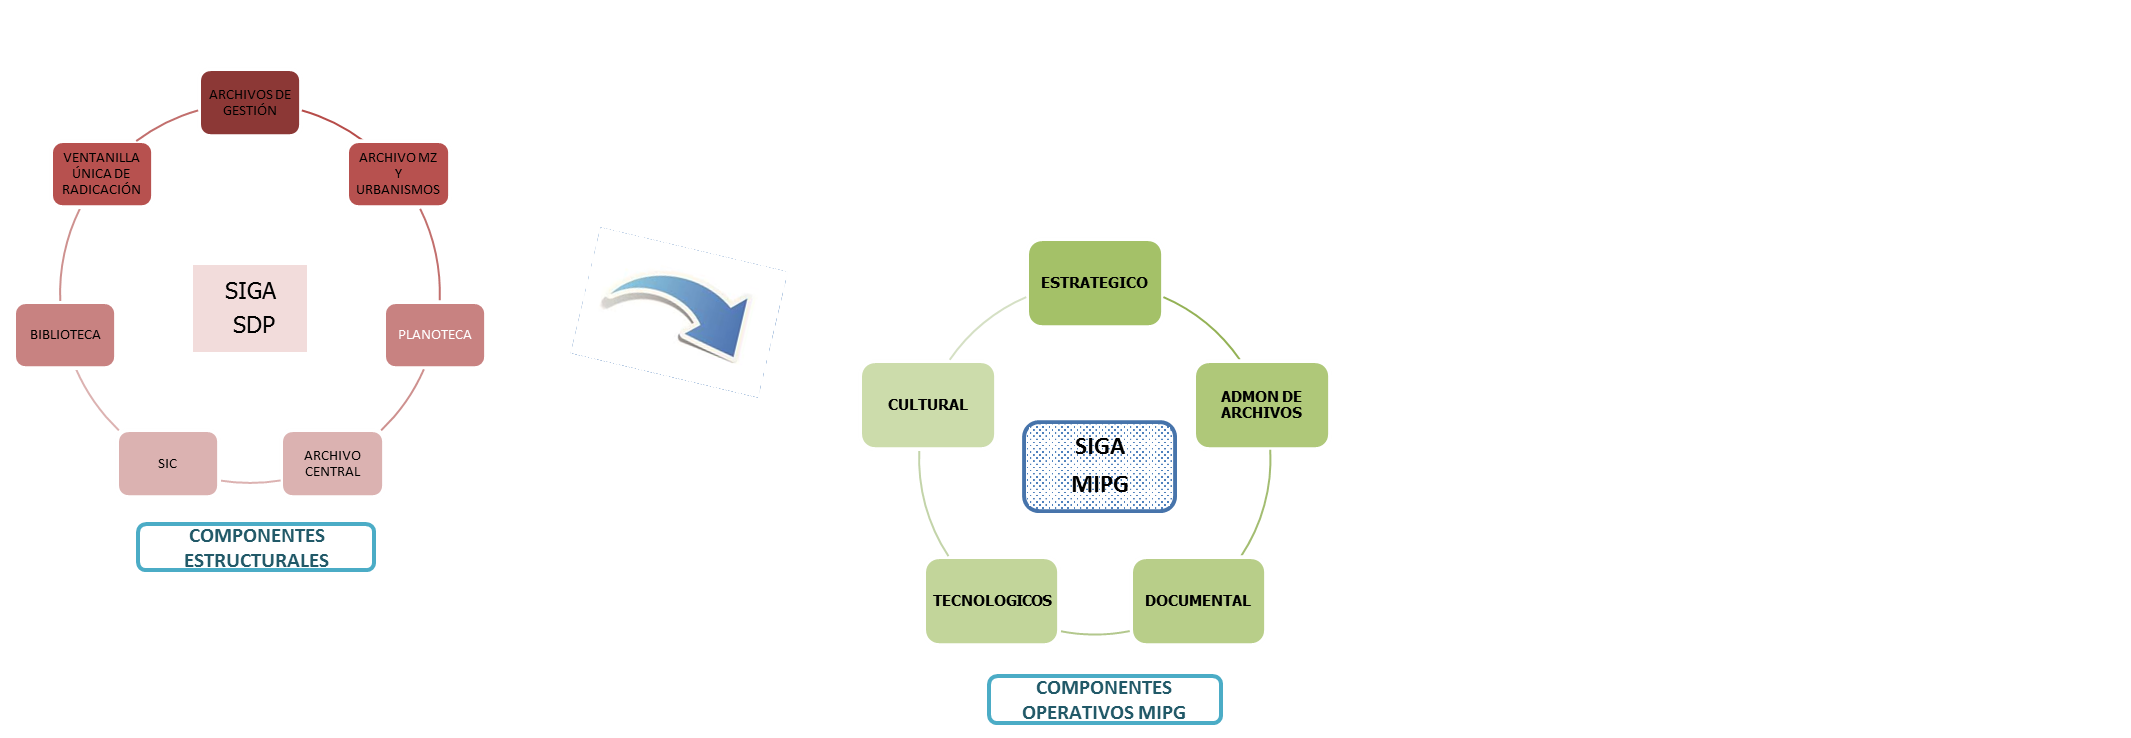 ARCHIVOS DE
GESTIÓN
ARCHIVO MZ
Y
URBANISMOS
PLANOTECA
ARCHIVO
CENTRAL
SIC
BIBLIOTECA
VENTANILLA
ÚNICA DE
RADICACIÓN
SIGA
SDP
COMPONENTES
ESTRUCTURALES
ESTRATEGICO
ADMON DE
ARCHIVOS
DOCUMENTAL
TECNOLOGICOS
CULTURAL
SIGA
MIPG
COMPONENTES
OPERATIVOS MIPG